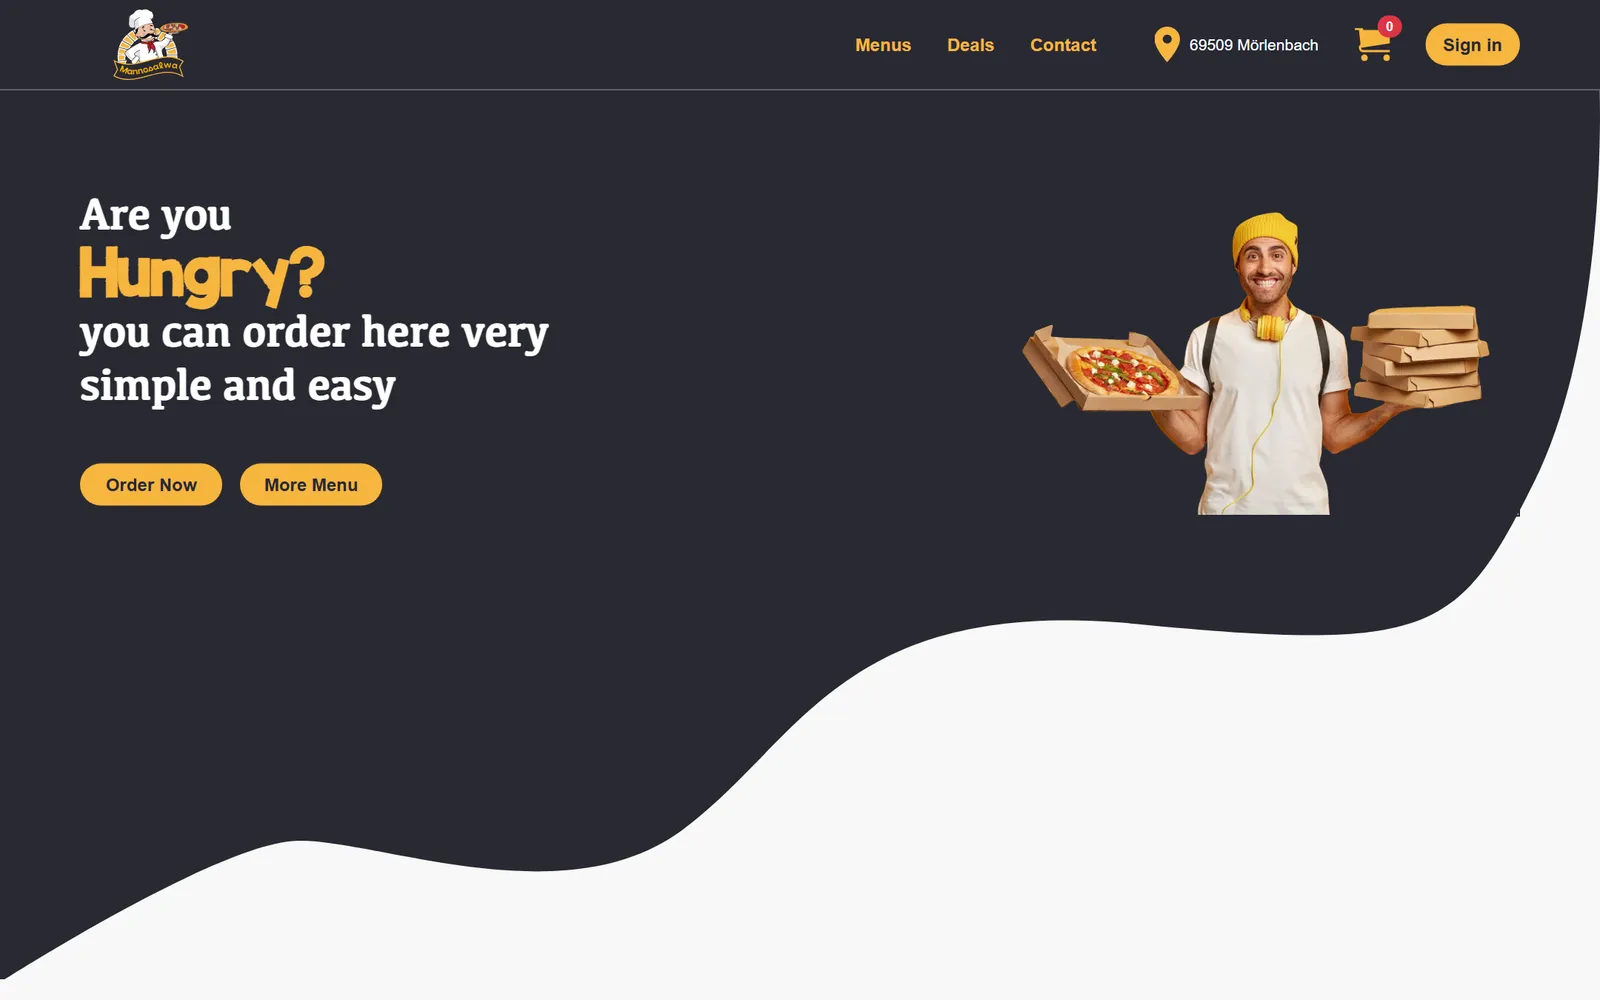 Mannosalwa
Menus
Deals
Contact
69509 Mörlenbach
0
Sign in
Are you
Hungry?
you can order here very
simple and easy
Order Now
More Menu